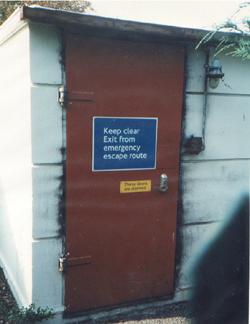 Keep clear
Exit from
emergency
escape route
These doors
are alarmed